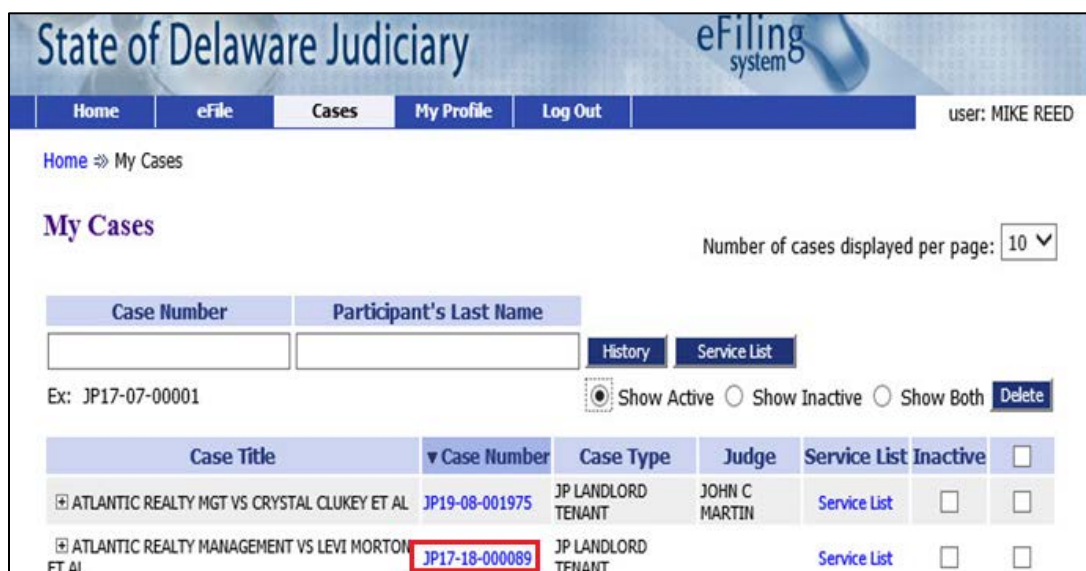 State of Delaware Judiciary
eFiling
system
Home eFile Cases My Profile Log Out
user: MIKE REED
Home ⇒ My Cases
My Cases
Number of cases displayed per page: 10
Case Number Participant's Last Name
History Service List
Ex: JP17-07-00001
Show Active Show Inactive Show Both Delete
Case Title ▼ Case Number Case Type Judge Service List Inactive
ATLANTIC REALTY MGT VS CRYSTAL CLUKEY ET AL JP19-08-001975 JP LANDLORD TENANT JOHN C MARTIN Service List
ATLANTIC REALTY MANAGEMENT VS LEVI MORTON ET AL JP17-18-000089 JP LANDLORD TENANT Service List